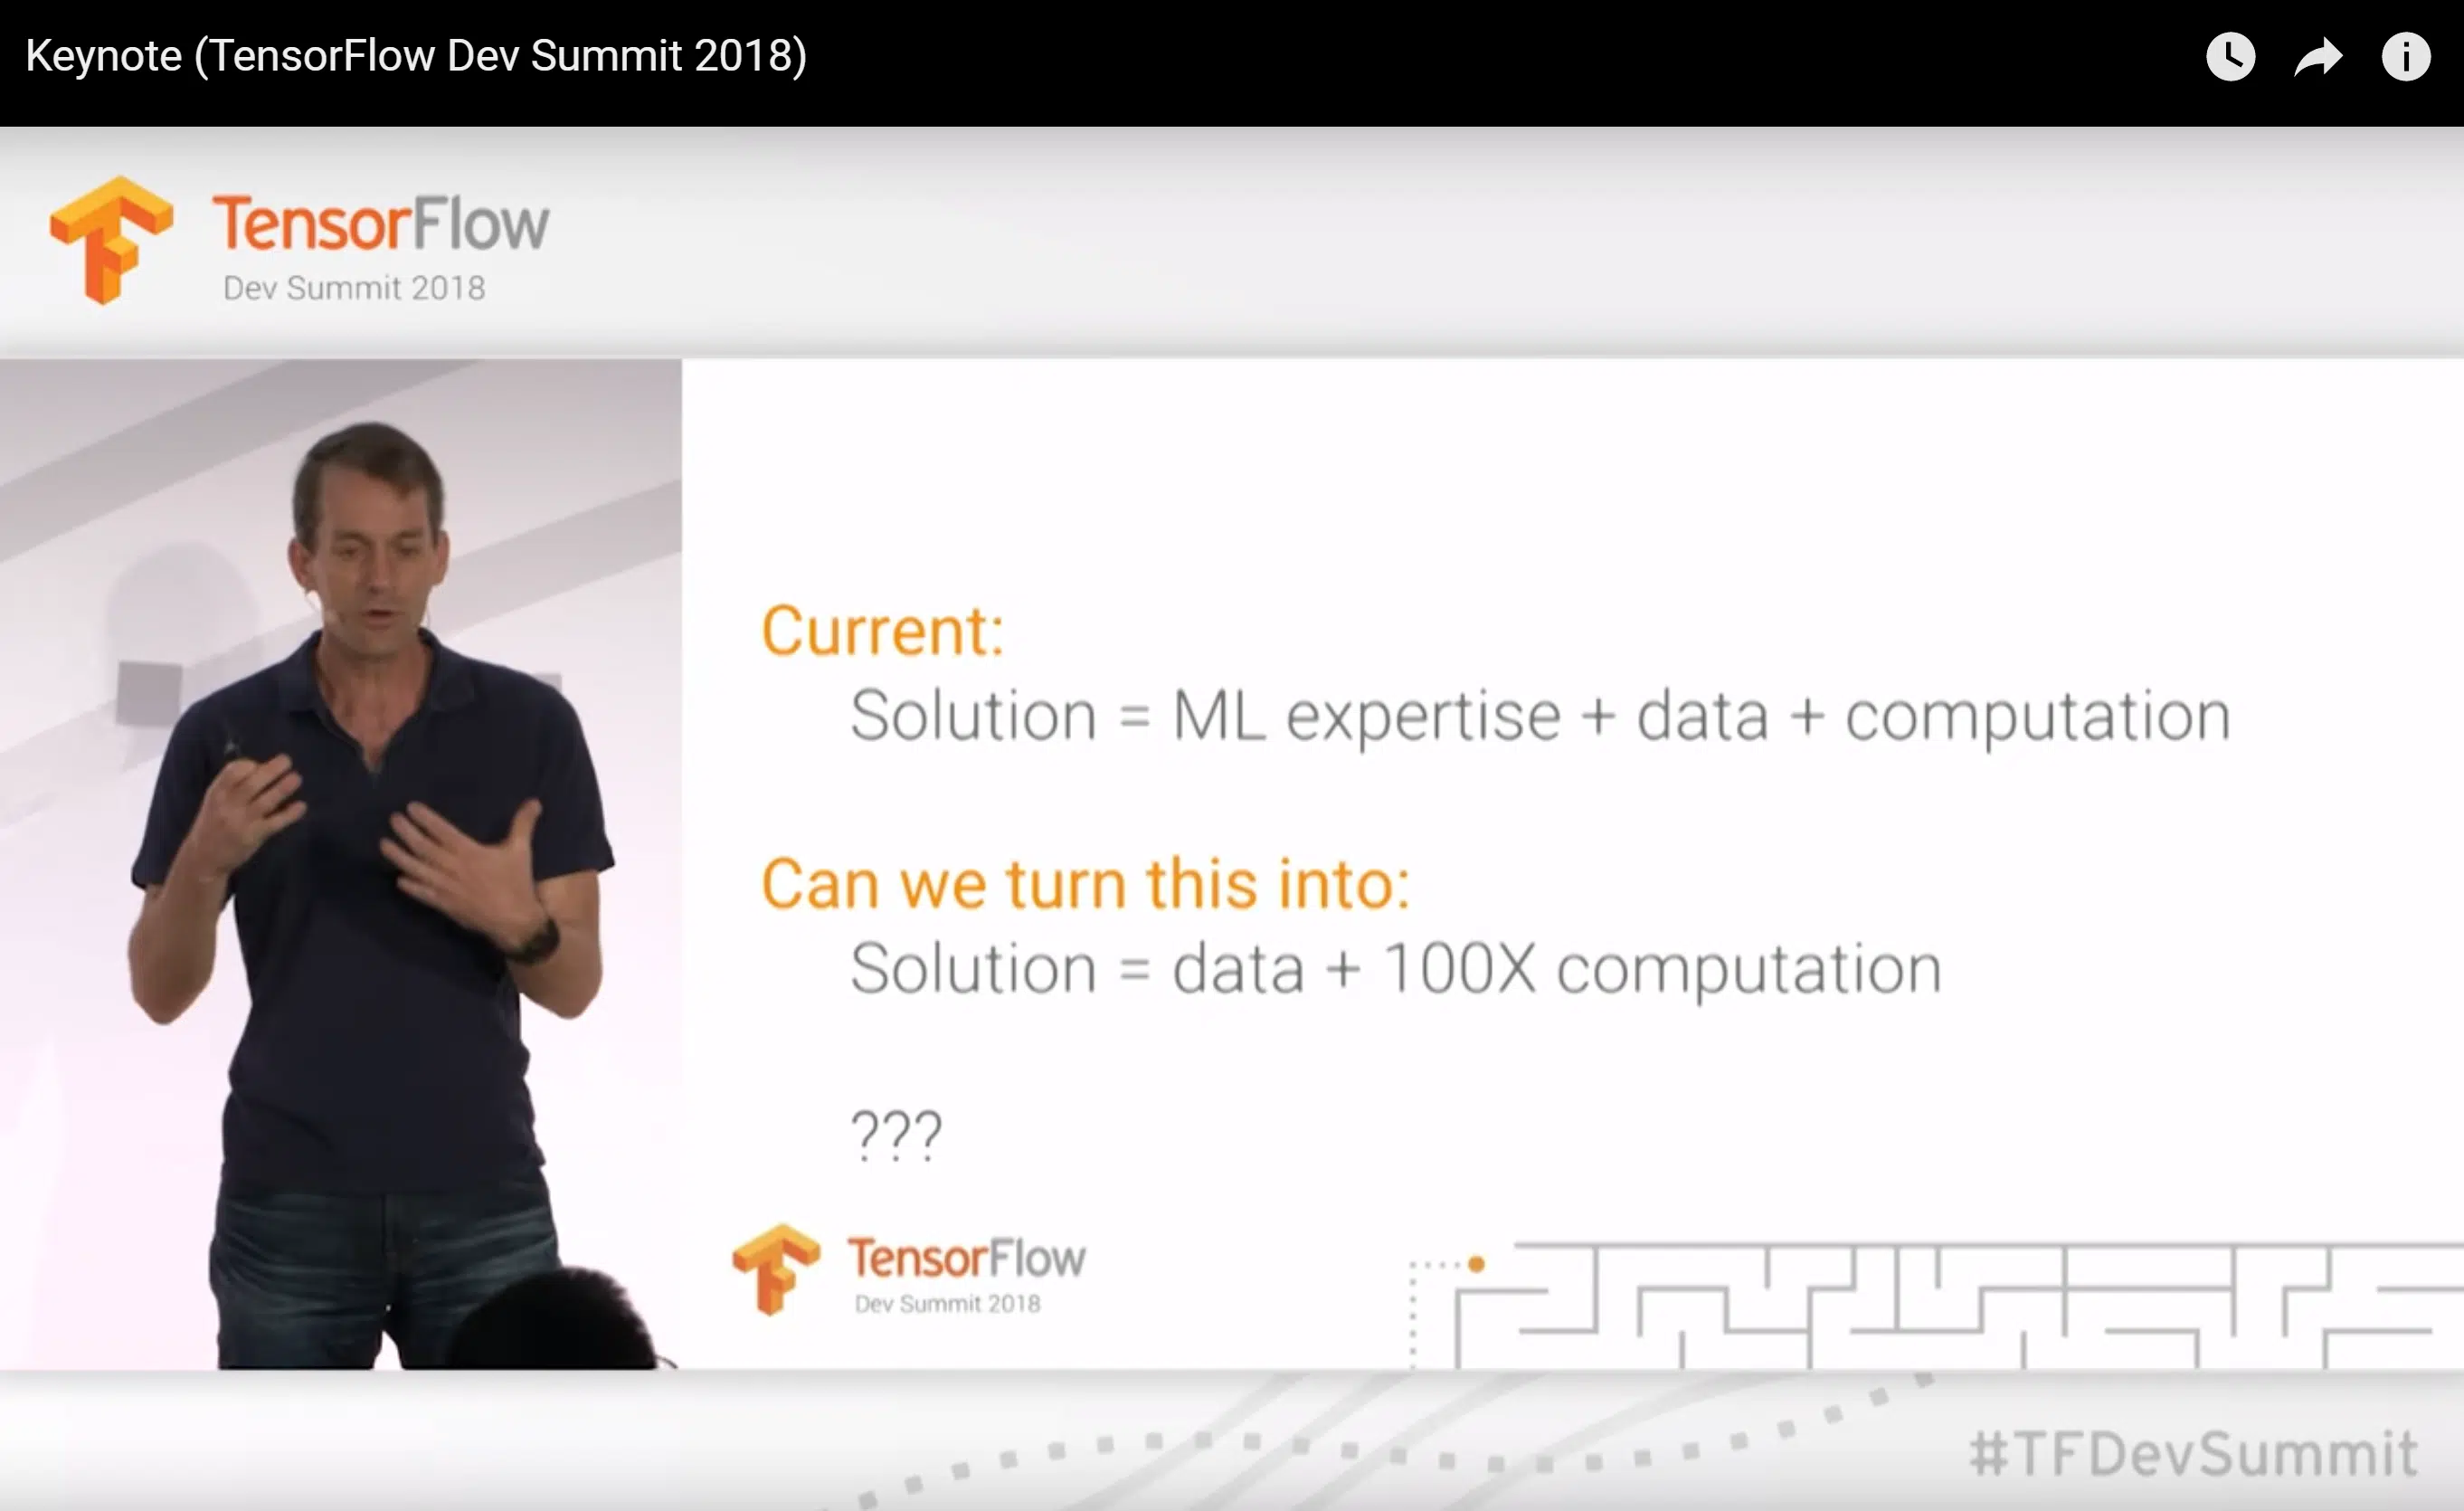 Keynote (TensorFlow Dev Summit 2018)
TensorFlow
Dev Summit 2018
Current:
Solution = ML expertise + data + computation
Can we turn this into:
Solution = data + 100X computation
???
TensorFlow
Dev Summit 2018
#TFDevSummit